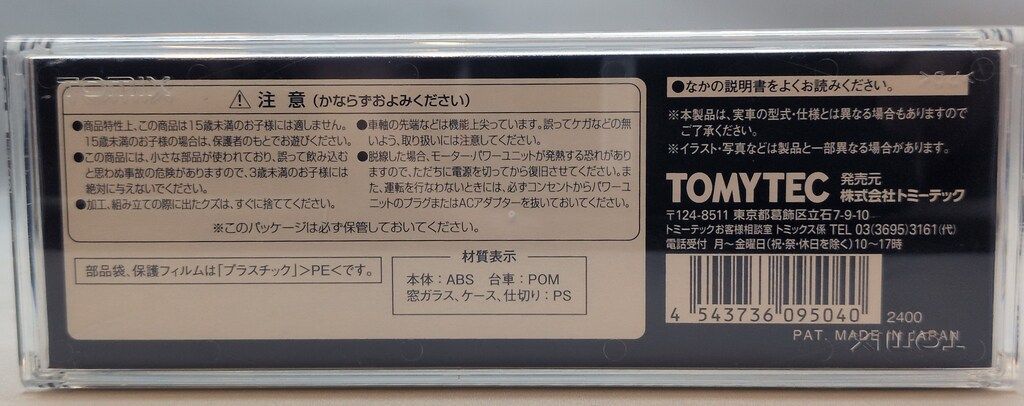 TOMIX
⚠ 注意 (かならずおよみください)
●商品特性上、この商品は15歳未満のお子様には適しません。
15歳未満のお子様の場合は、保護者のもとでお遊びください。
●この商品には、小さな部品が使われており、誤って飲み込む
と思わぬ事故の危険がありますので、3歳未満のお子様には
絶対に与えないでください。
●加工、組み立ての際に出たクズは、すぐに捨ててください。
●車軸の先端などは機能上尖っています。誤ってケガなどの無
いよう、取り扱いには注意してください。
●脱線した場合、モーター・パワーユニットが発熱する恐れがあり
ますので、ただちに電源を切ってから復旧させてください。ま
た、運転を行なわないときには、必ずコンセントからパワーユ
ニットのプラグまたはACアダプターを抜いておいてください。
※このパッケージは必ず保管しておいてください。
部品袋、保護フィルムは「プラスチック」>PE<です。
材質表示
本体:ABS 台車:POM
窓ガラス、ケース、仕切り:PS
●なかの説明書をよくお読みください。
※本製品は、実車の型式・仕様とは異なる場合もありますので
ご了承ください。
※イラスト・写真などは製品と一部異なる場合があります。
TOMYTEC 発売元 株式会社トミーテック
〒124-8511 東京都葛飾区立石7-9-10
トミーテックお客様相談室 トミックス係 TEL 03(3695)3161(代)
電話受付 月〜金曜日(祝・祭・休日を除く)10〜17時
4 543736 095040
2400
PAT. MADE IN JAPAN
TOMIX